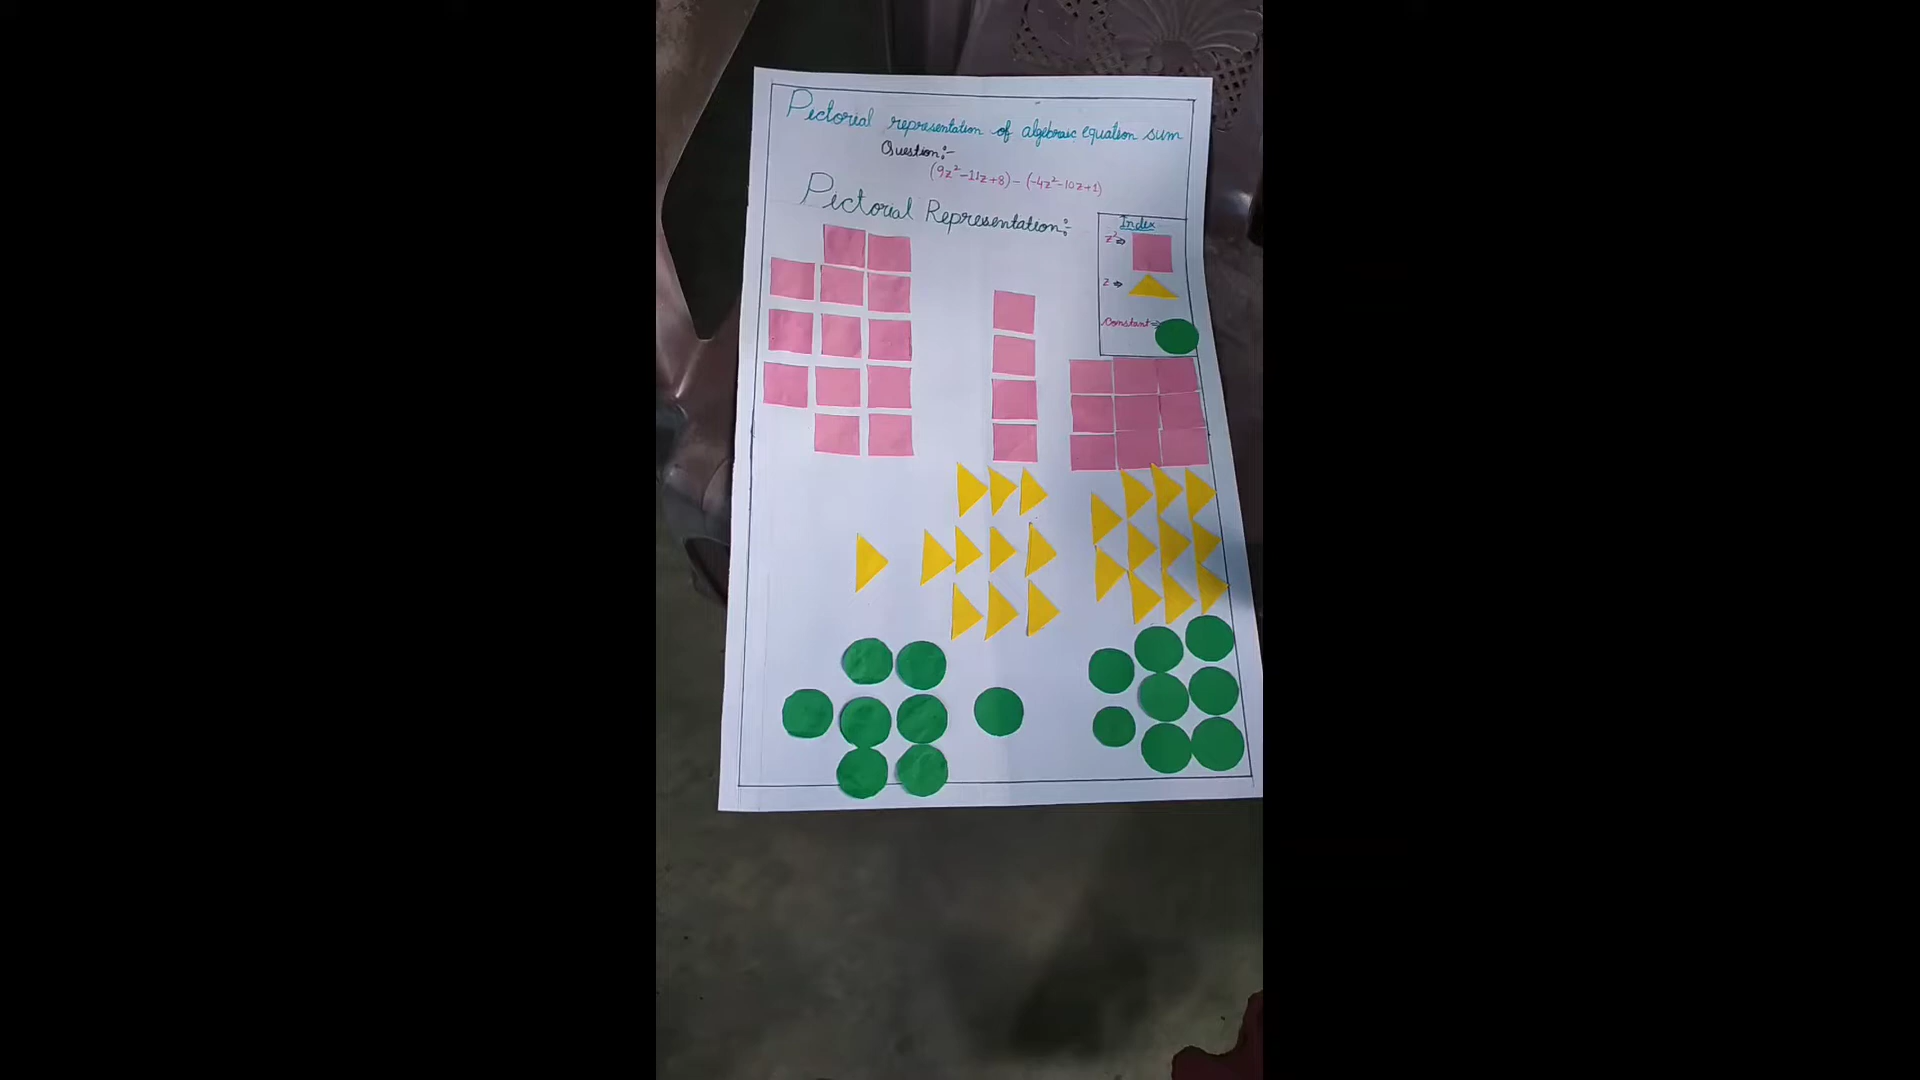 Pictorial representation of algebraic equation sum
Question:-
(9z²-11z+8) - (-4z²-10z+1)
Pictorial Representation:-
Index
z² ⇒
z ⇒
Constant ⇒